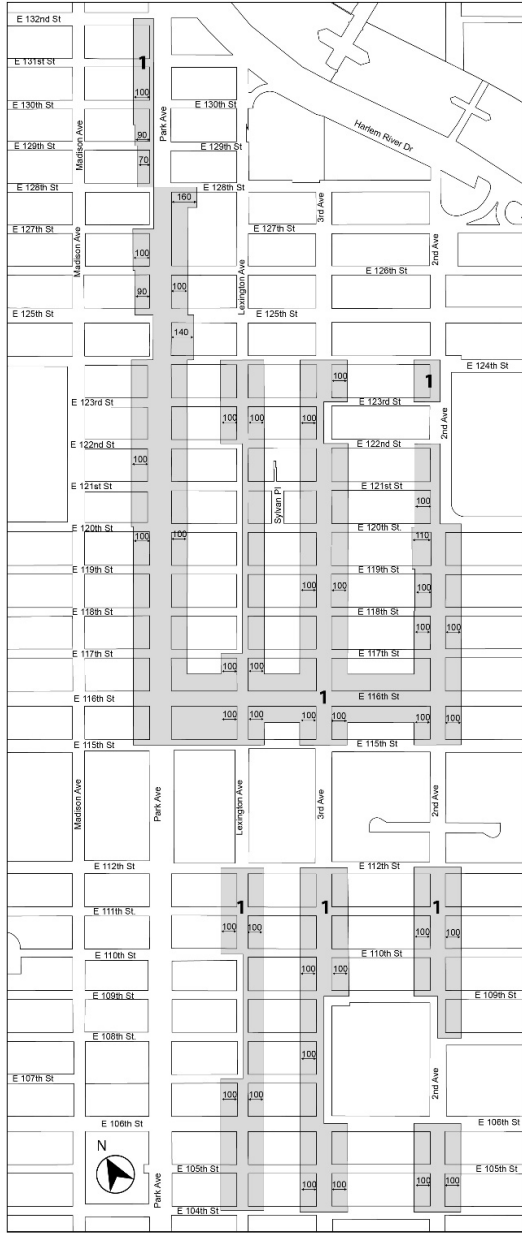 E 132nd St
E 131st St
1
100
E 130th St
E 130th St
Madison Ave
Park Ave
Harlem River Dr
90
E 129th St
E 129th St
70
E 128th St
E 128th St
160
3rd Ave
E 127th St
E 127th St
Madison Ave
2nd Ave
100
Lexington Ave
E 126th St
90
100
E 125th St
E 125th St
140
E 124th St
100
1
E 123rd St
E 123rd St
100
100
100
2nd Ave
E 122nd St
E 122nd St
100
E 121st St
E 121st St
Sylvan Pl
100
E 120th St
E 120th St.
100
100
110
E 119th St
E 119th St
100
100
100
E 118th St
E 118th St
100
100
E 117th St
E 117th St
100
100
E 116th St
E 116th St
1
100
100
100
100
100
100
E 115th St
E 115th St
Madison Ave
Park Ave
Lexington Ave
3rd Ave
2nd Ave
E 112th St
E 112th St
1
1
1
E 111th St.
100
100
100
100
E 110th St
E 110th St
100
100
E 109th St
E 109th St
E 108th St.
100
E 107th St
2nd Ave
100
100
E 106th St
E 106th St
N
E 105th St
E 105th St
Park Ave
100
100
100
100
E 104th St